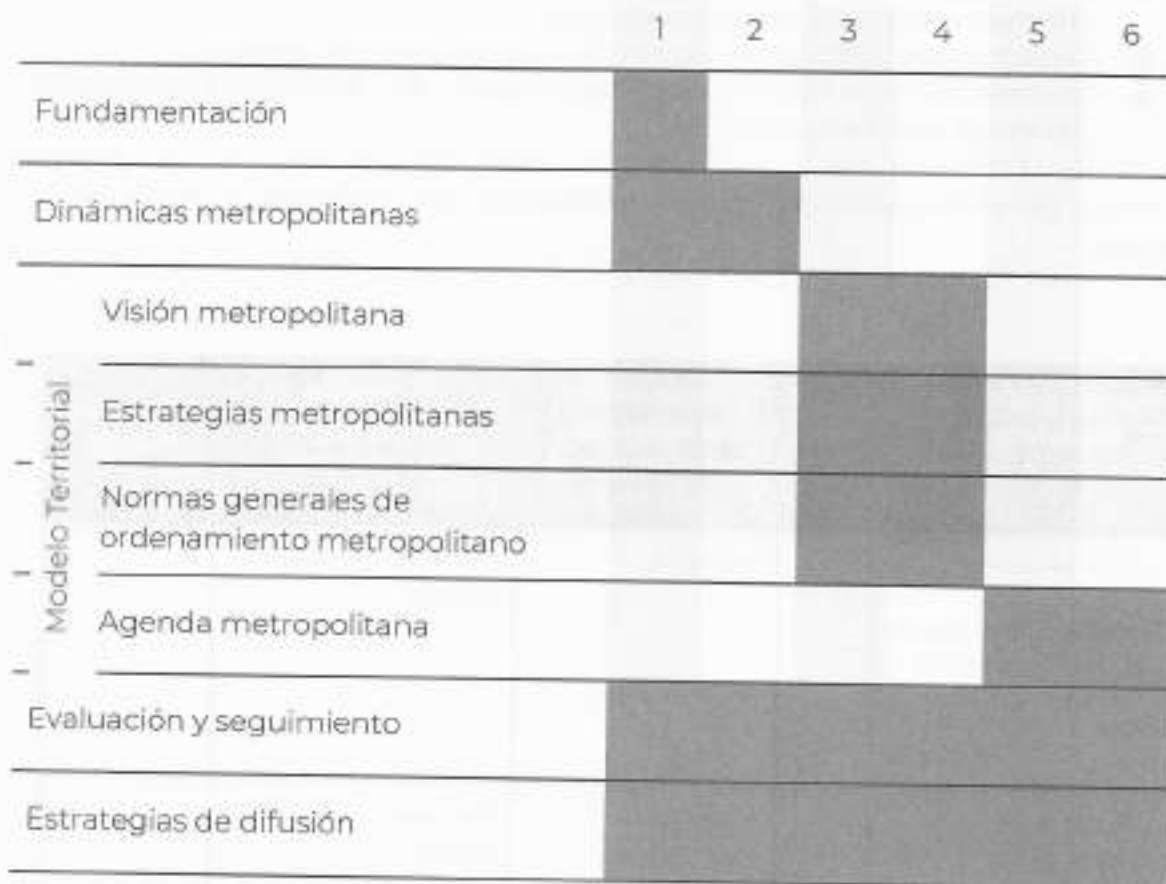 1 2 3 4 5 6
Fundamentación
Dinámicas metropolitanas
Modelo Territorial
Visión metropolitana
Estrategias metropolitanas
Normas generales de
ordenamiento metropolitano
Agenda metropolitana
Evaluación y seguimiento
Estrategias de difusión